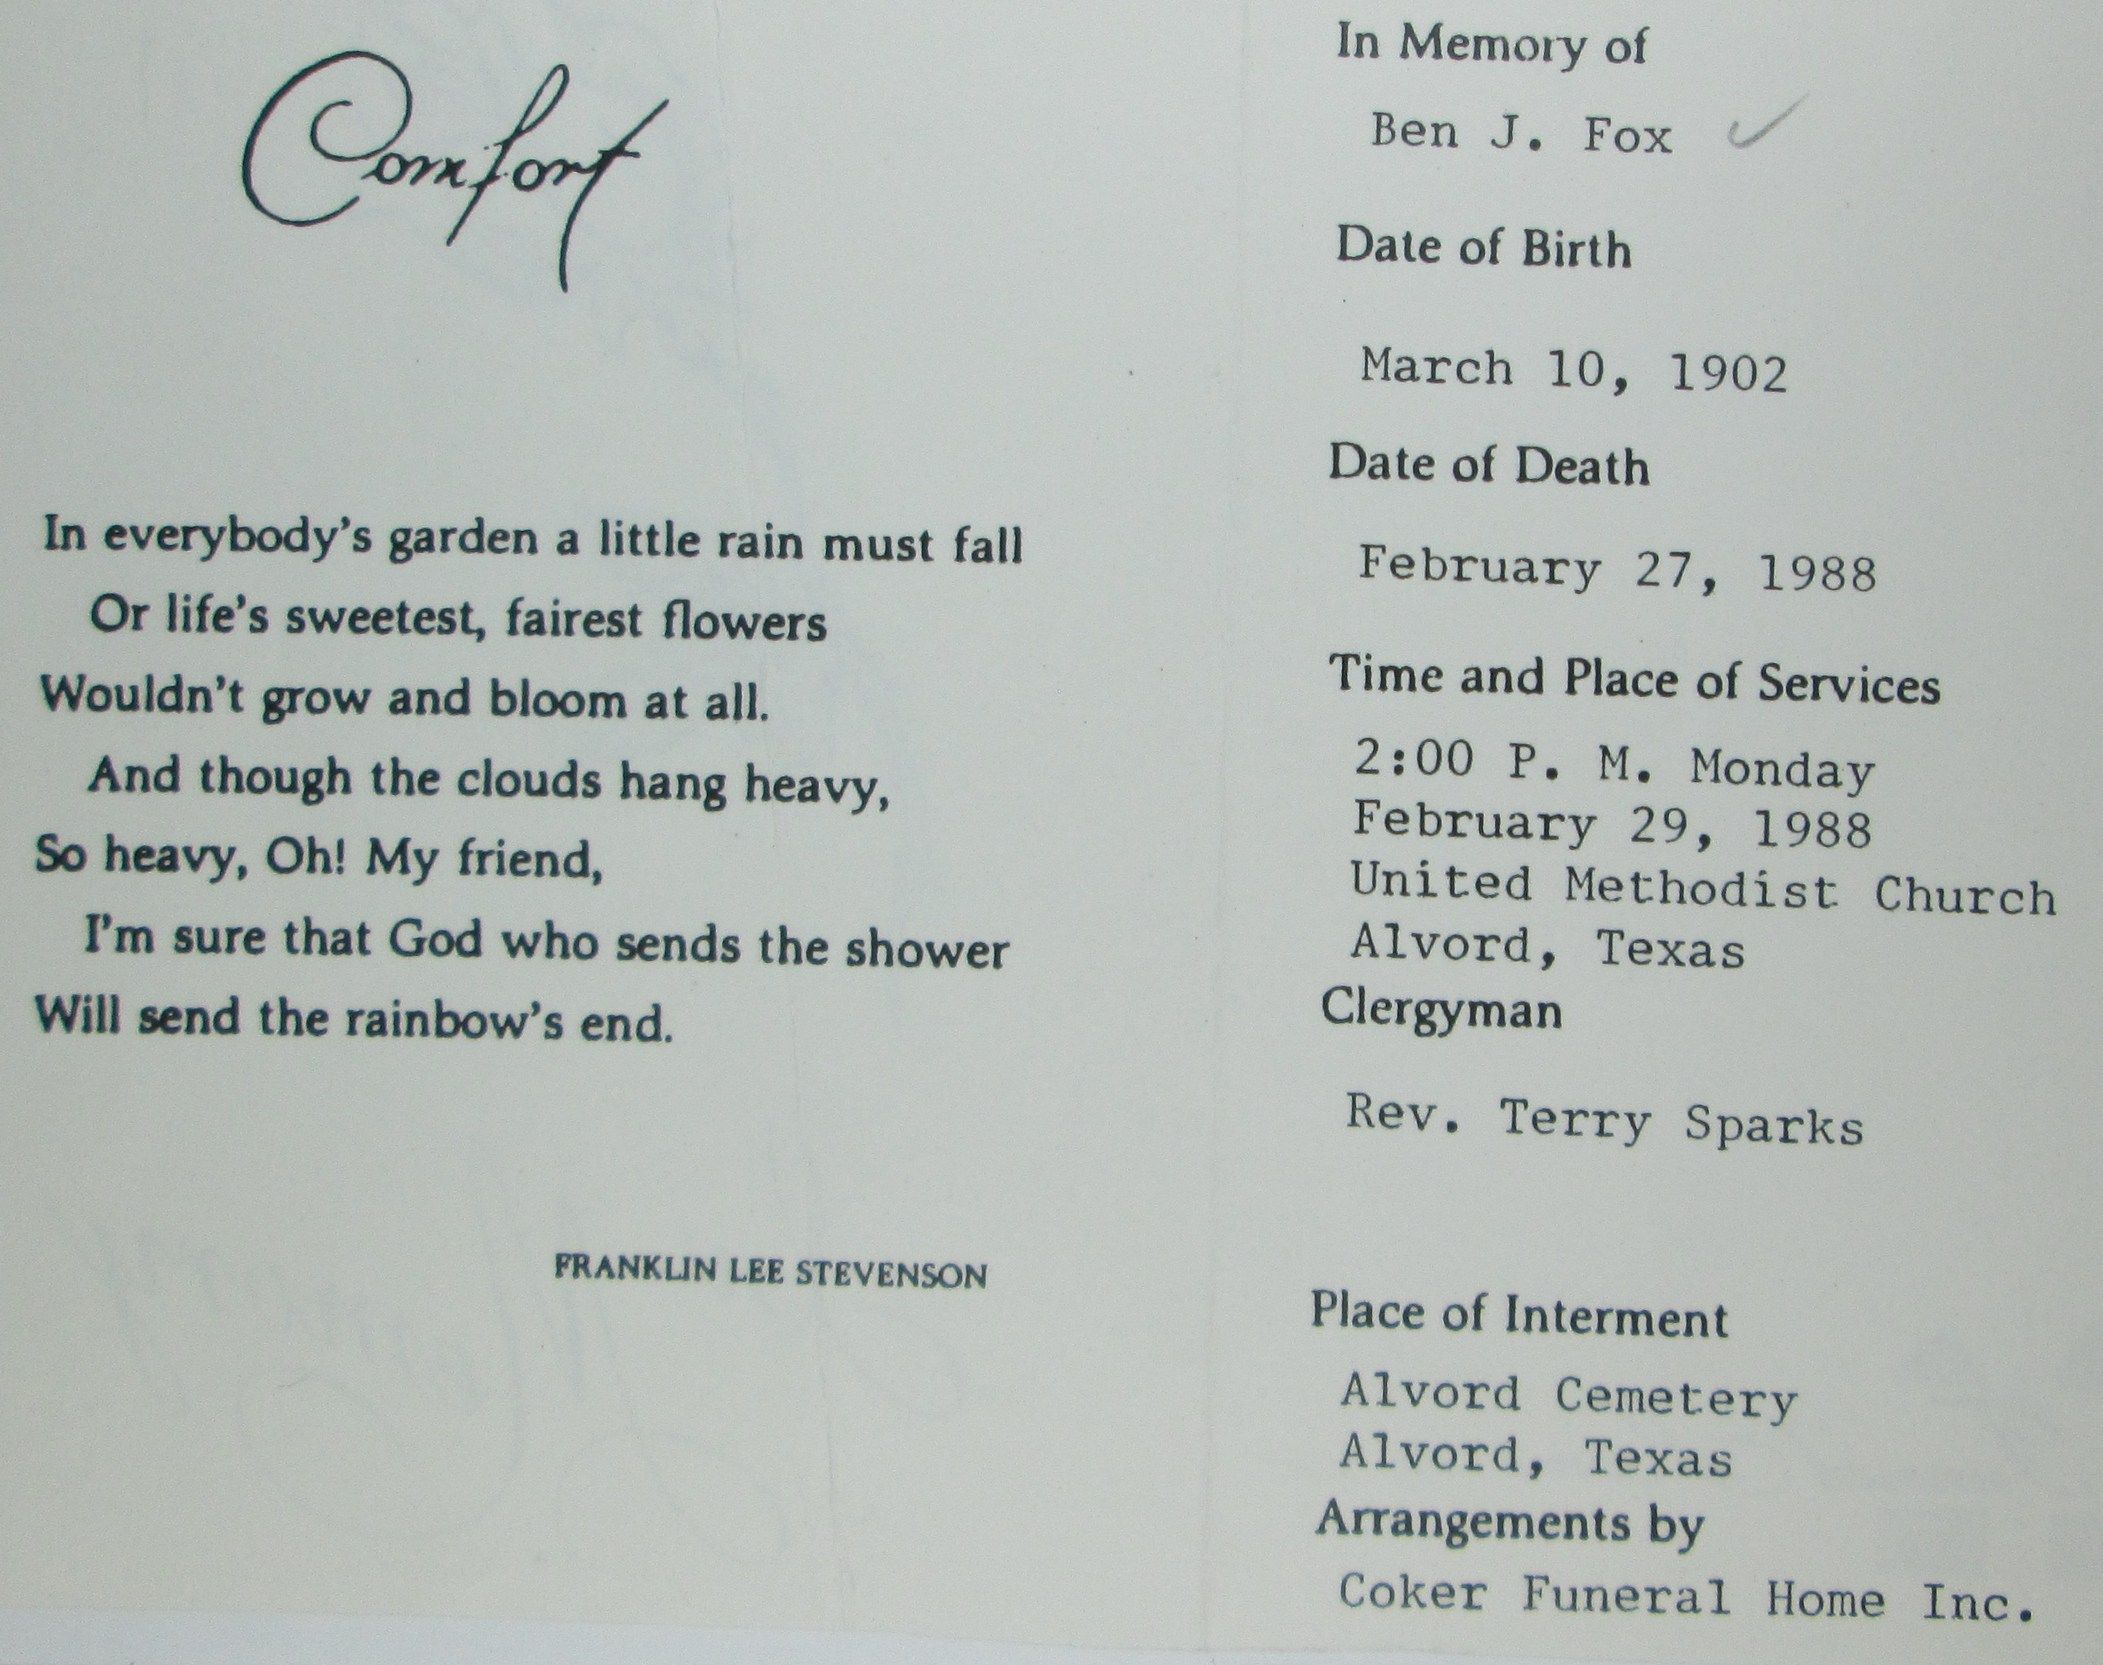 Comfort
In everybody's garden a little rain must fall
Or life's sweetest, fairest flowers
Wouldn't grow and bloom at all.
And though the clouds hang heavy,
So heavy, Oh! My friend,
I'm sure that God who sends the shower
Will send the rainbow's end.
FRANKLIN LEE STEVENSON
In Memory of
Ben J. Fox
Date of Birth
March 10, 1902
Date of Death
February 27, 1988
Time and Place of Services
2:00 P. M. Monday
February 29, 1988
United Methodist Church
Alvord, Texas
Clergyman
Rev. Terry Sparks
Place of Interment
Alvord Cemetery
Alvord, Texas
Arrangements by
Coker Funeral Home Inc.